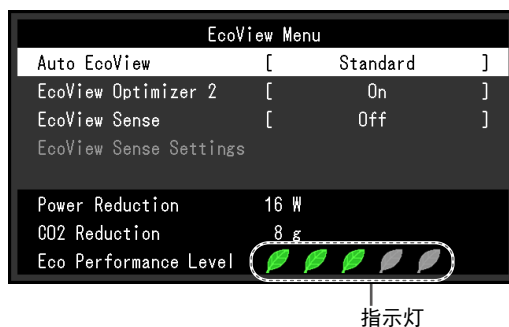 EcoView Menu
Auto EcoView [ Standard ]
EcoView Optimizer 2 [ On ]
EcoView Sense [ Off ]
EcoView Sense Settings
Power Reduction 16 W
CO2 Reduction 8 g
Eco Performance Level
指示灯